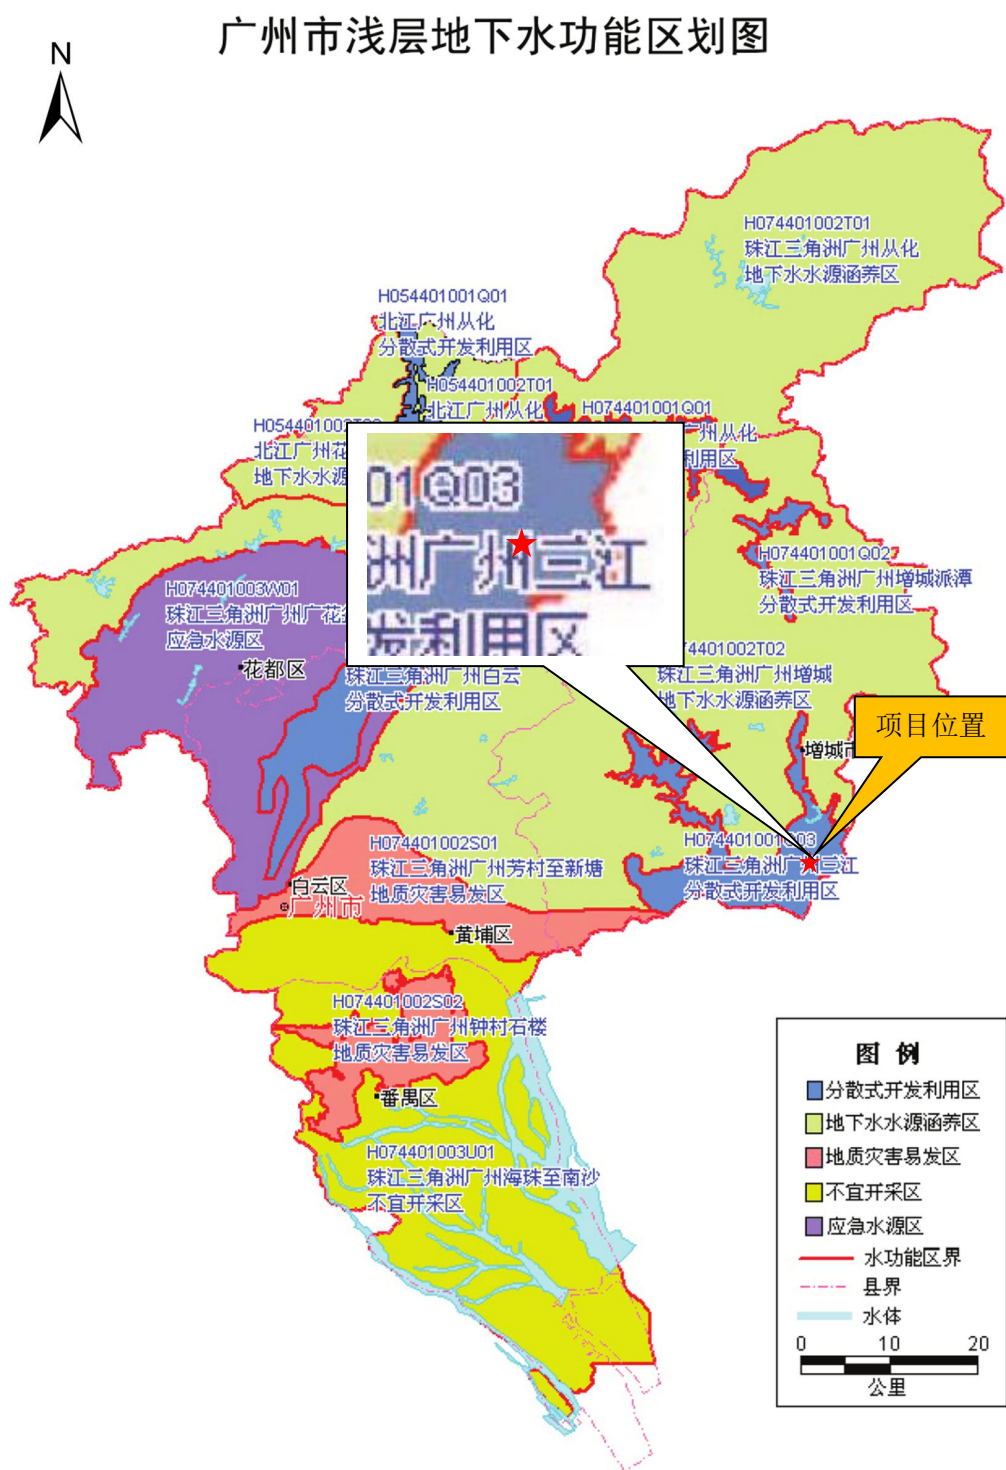 广州市浅层地下水功能区划图
N
H074401002T01
珠江三角洲广州从化
地下水水源涵养区
H054401001Q01
北江广州从化
分散式开发利用区
H054401002T01
北江广州从化
H074401001Q01
广州从化
利用区
北江广州花
地下水水源
01Q03
洲广州三江
发利用区
H074401001Q02
珠江三角洲广州增城派潭
分散式开发利用区
H074401003W01
珠江三角洲广州广花
应急水源区
花都区
珠江三角洲广州白云
分散式开发利用区
74401002T02
珠江三角洲广州增城
地下水水源涵养区
项目位置
增城市
H074401001Q03
珠江三角洲广州三江
分散式开发利用区
H074401002S01
珠江三角洲广州芳村至新塘
地质灾害易发区
白云区
广州市
黄埔区
H074401002S02
珠江三角洲广州钟村石楼
地质灾害易发区
番禺区
H074401003U01
珠江三角洲广州海珠至南沙
不宜开采区
图 例
分散式开发利用区
地下水水源涵养区
地质灾害易发区
不宜开采区
应急水源区
水功能区界
县界
水体
0 10 20
公里